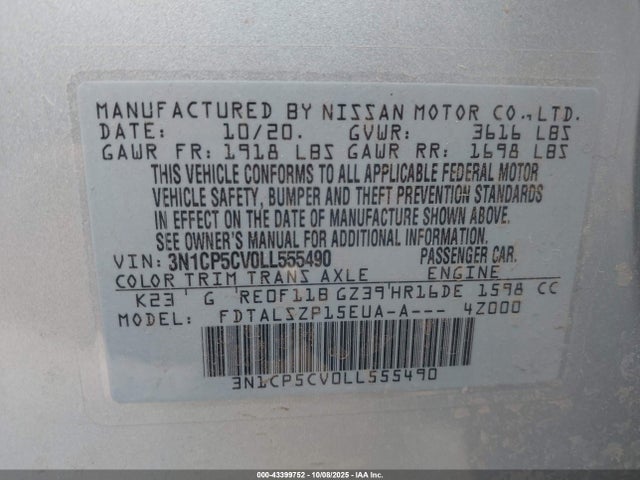 MANUFACTURED BY NISSAN MOTOR CO.,LTD.
DATE: 10/20. GVWR: 3616 LBS
GAWR FR: 1918 LBS GAWR RR: 1698 LBS
THIS VEHICLE CONFORMS TO ALL APPLICABLE FEDERAL MOTOR
VEHICLE SAFETY, BUMPER AND THEFT PREVENTION STANDARDS
IN EFFECT ON THE DATE OF MANUFACTURE SHOWN ABOVE.
SEE OWNER'S MANUAL FOR ADDITIONAL INFORMATION.
VIN: 3N1CP5CV0LL555490 PASSENGER CAR.
COLOR TRIM TRANS AXLE ENGINE
K23 G RE0F11B GZ39 HR16DE 1598 CC
MODEL: FDTALSZP15EUA-A--- 4Z000
3N1CP5CV0LL555490
000-43399752 - 10/08/2025 - IAA Inc.